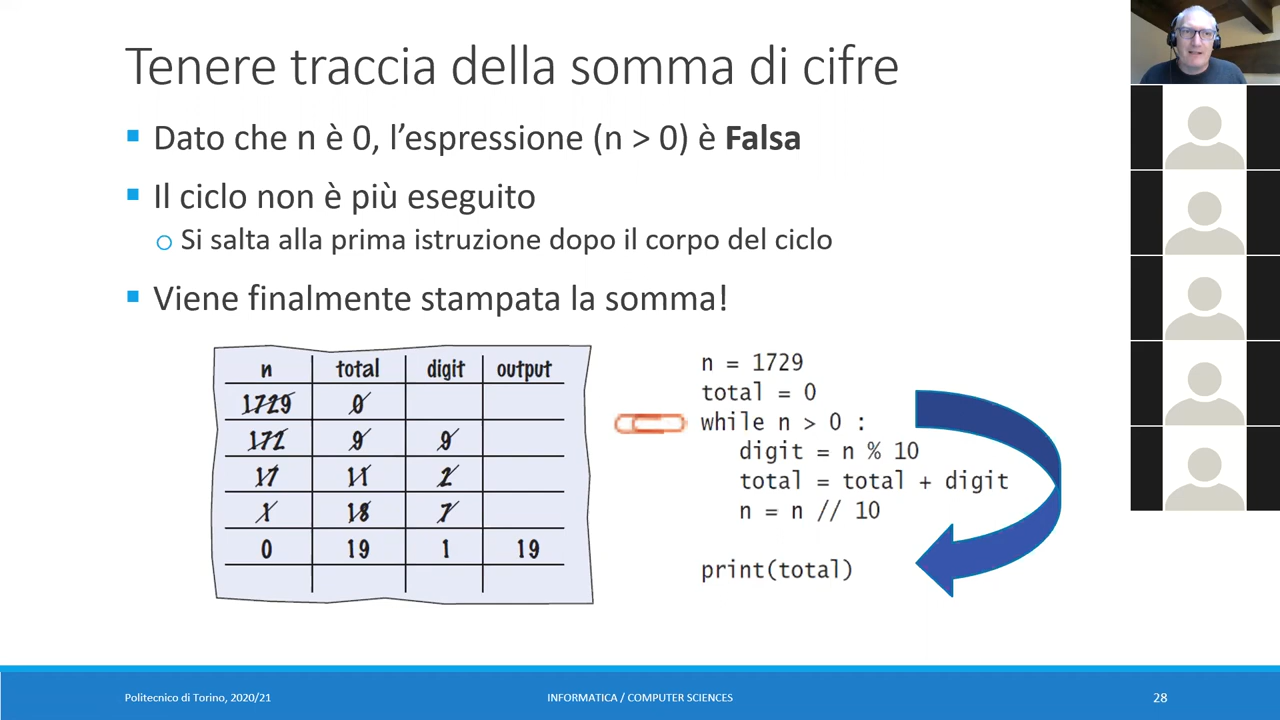 Tenere traccia della somma di cifre
Dato che n è 0, l'espressione (n > 0) è Falsa
Il ciclo non è più eseguito
Si salta alla prima istruzione dopo il corpo del ciclo
Viene finalmente stampata la somma!
n total digit output
1729 0
172 9 9
17 11 2
1 18 7
0 19 1 19
n = 1729
total = 0
while n > 0 :
digit = n % 10
total = total + digit
n = n // 10
print(total)
Politecnico di Torino, 2020/21
INFORMATICA / COMPUTER SCIENCES
28